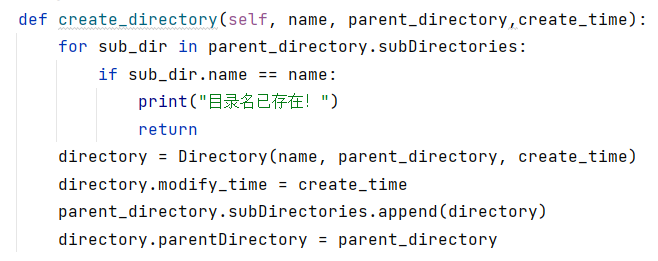 def create_directory(self, name, parent_directory,create_time):
    for sub_dir in parent_directory.subDirectories:
        if sub_dir.name == name:
            print("目录名已存在！")
            return
    directory = Directory(name, parent_directory, create_time)
    directory.modify_time = create_time
    parent_directory.subDirectories.append(directory)
    directory.parentDirectory = parent_directory